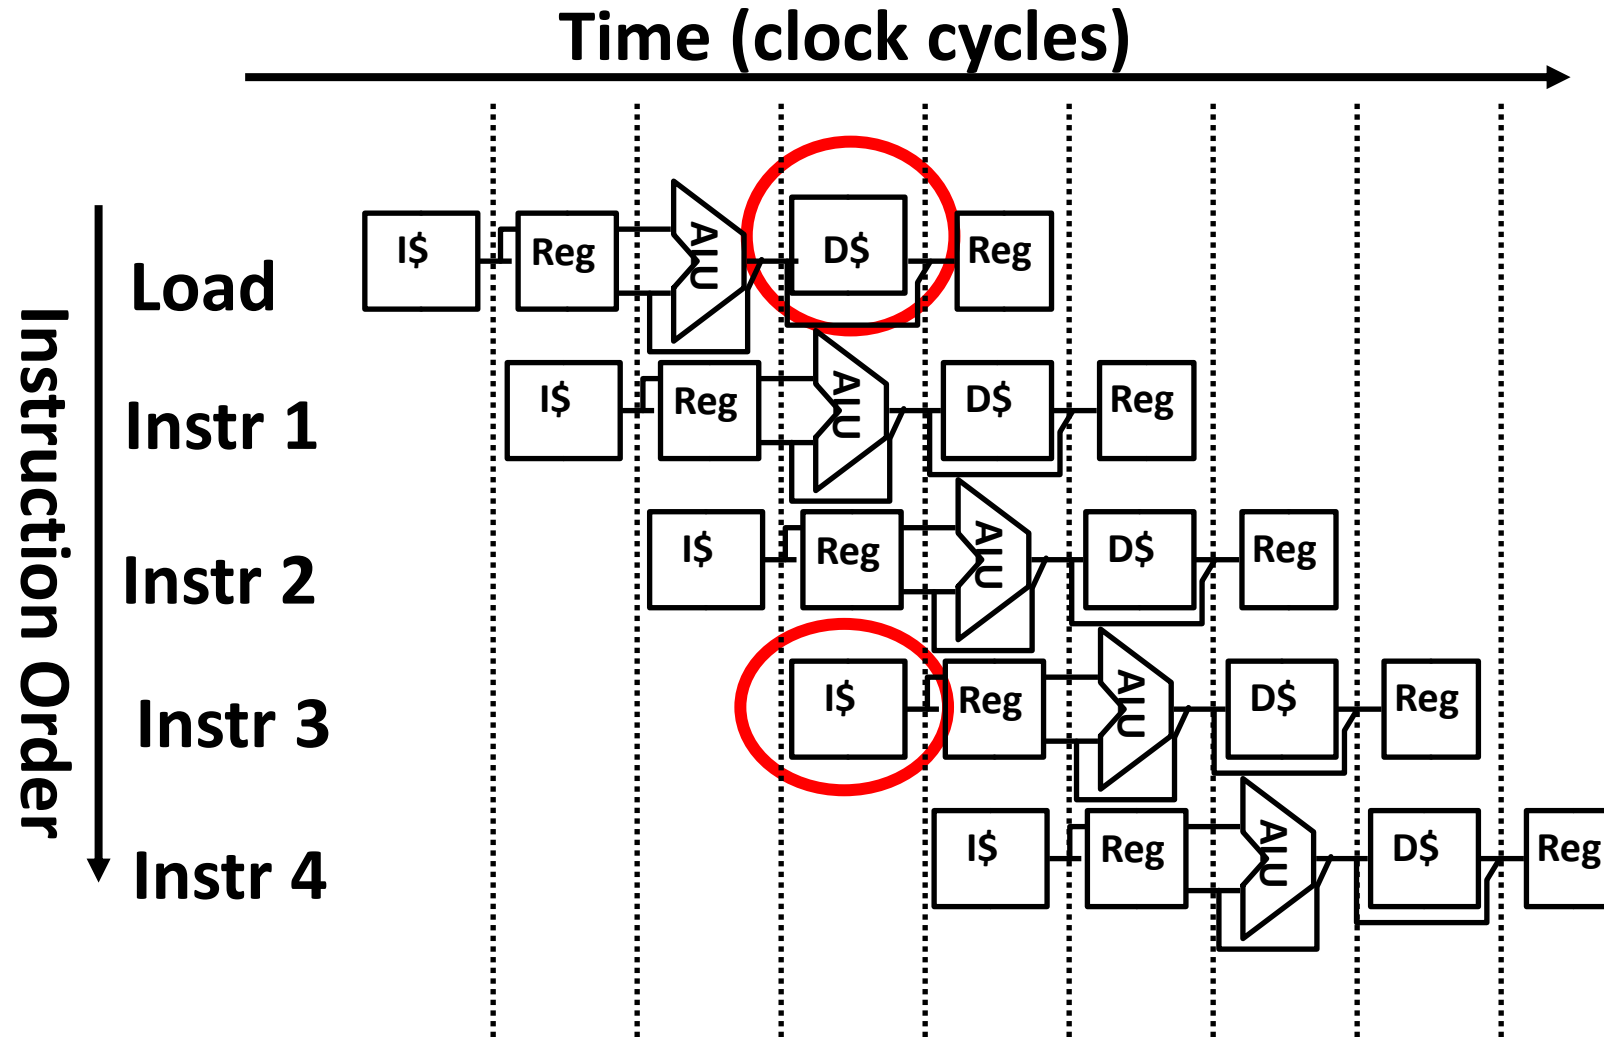 Time (clock cycles)
Instruction Order
Load
I$ Reg ALU D$ Reg
Instr 1
I$ Reg ALU D$ Reg
Instr 2
I$ Reg ALU D$ Reg
Instr 3
I$ Reg ALU D$ Reg
Instr 4
I$ Reg ALU D$ Reg